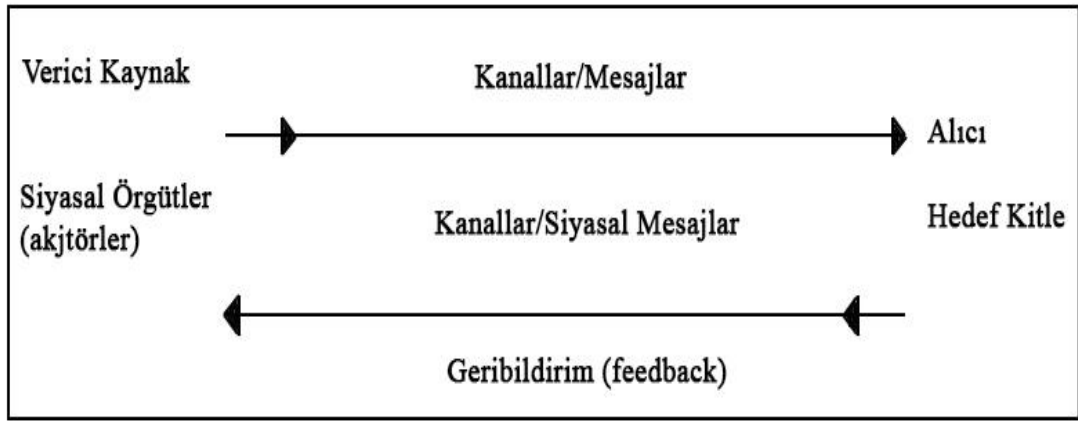 Verici Kaynak
Kanallar/Mesajlar
Alıcı
Siyasal Örgütler
(akjtörler)
Kanallar/Siyasal Mesajlar
Hedef Kitle
Geribildirim (feedback)